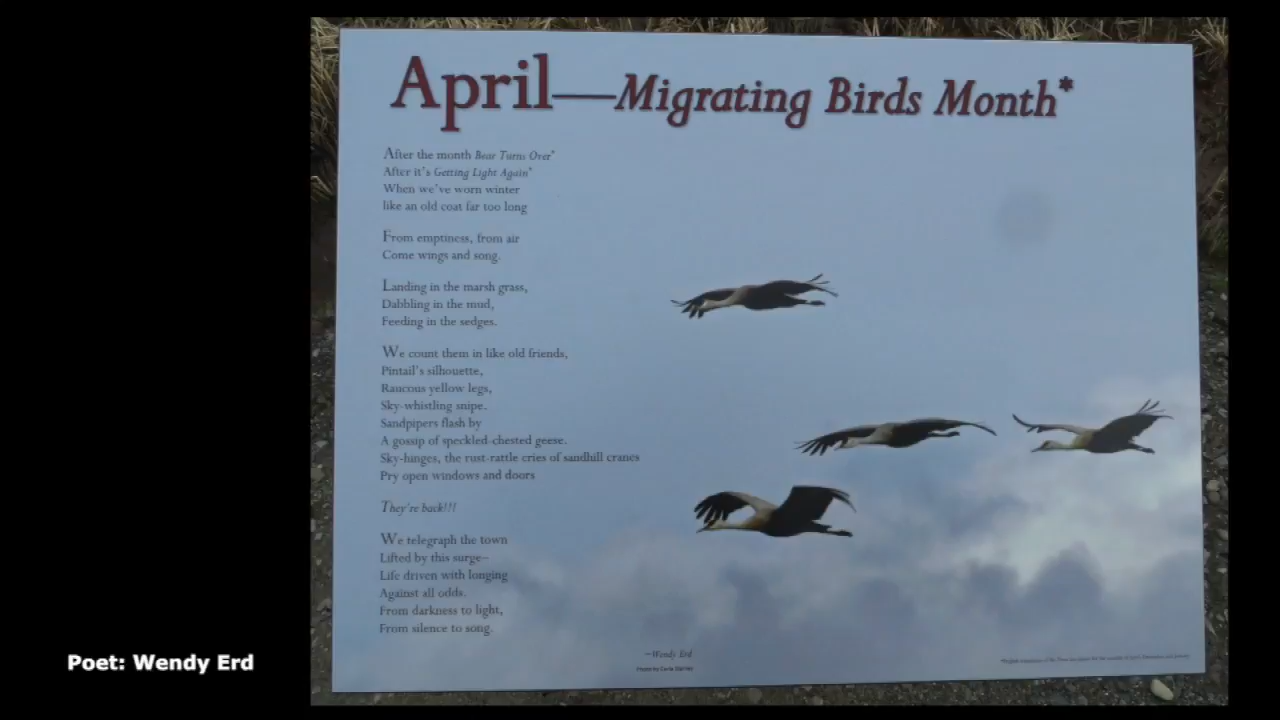 April—Migrating Birds Month*
After the month Bear Turns Over*
After it's Getting Light Again*
When we've worn winter
like an old coat far too long
From emptiness, from air
Come wings and song.
Landing in the marsh grass,
Dabbling in the mud,
Feeding in the sedges.
We count them in like old friends,
Pintail's silhouette,
Raucous yellow legs,
Sky-whistling snipe.
Sandpipers flash by
A gossip of speckled-chested geese.
Sky-hinges, the rust-rattle cries of sandhill cranes
Pry open windows and doors
They're back!!!
We telegraph the town
Lifted by this surge—
Life driven with longing
Against all odds.
From darkness to light,
From silence to song.
—Wendy Erd
Photo by Carla Stanley
Poet: Wendy Erd